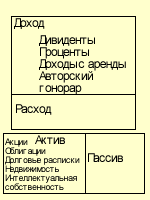 Доход
Дивиденты
Проценты
Доходы с аренды
Авторский
гонорар
Расход
Акции Актив
Облигации
Долговые расписки
Недвижимость
Интеллектуальная
собственность
Пассив